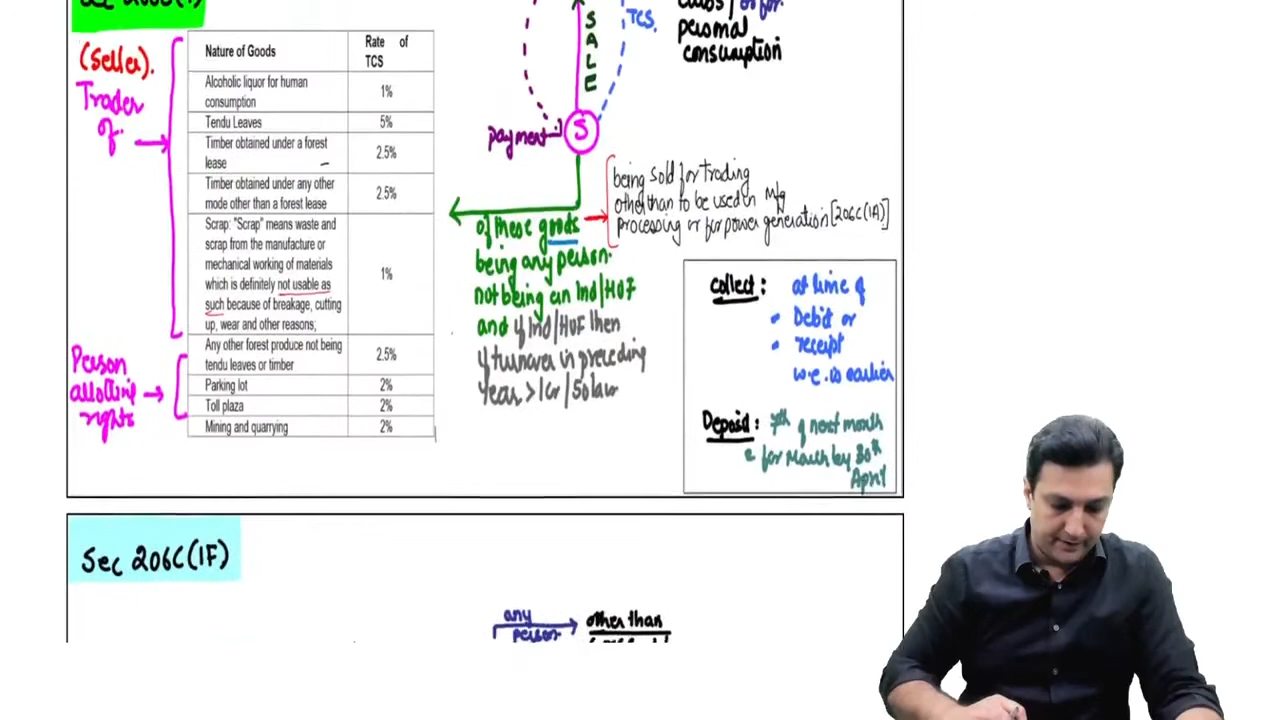 (Seller).
Trader
of.
Nature of Goods
Rate of
TCS
Alcoholic liquor for human
consumption
1%
Tendu Leaves
5%
Timber obtained under a forest
lease
2.5%
Timber obtained under any other
mode other than a forest lease
2.5%
Scrap: "Scrap" means waste and
scrap from the manufacture or
mechanical working of materials
which is definitely not usable as
such because of breakage, cutting
up, wear and other reasons;
1%
Person
allowing
rights
Any other forest produce not being
tendu leaves or timber
2.5%
Parking lot
2%
Toll plaza
2%
Mining and quarrying
2%
SALE
TCS.
personal
consumption
payment
S
being sold for trading
other than to be used in Mfg
processing or for power generation [206C(1A)]
of these goods
being any person.
not being an Ind/HUF
and if Ind/HUF then
if turnover in preceding
Year > 1cr/50lacs
Collect: at time of
• Debit or
• receipt
w.e. is earlier
Deposit: 7th of next month
& for March by 30th
April
Sec 206C(1F)
any
person
other than